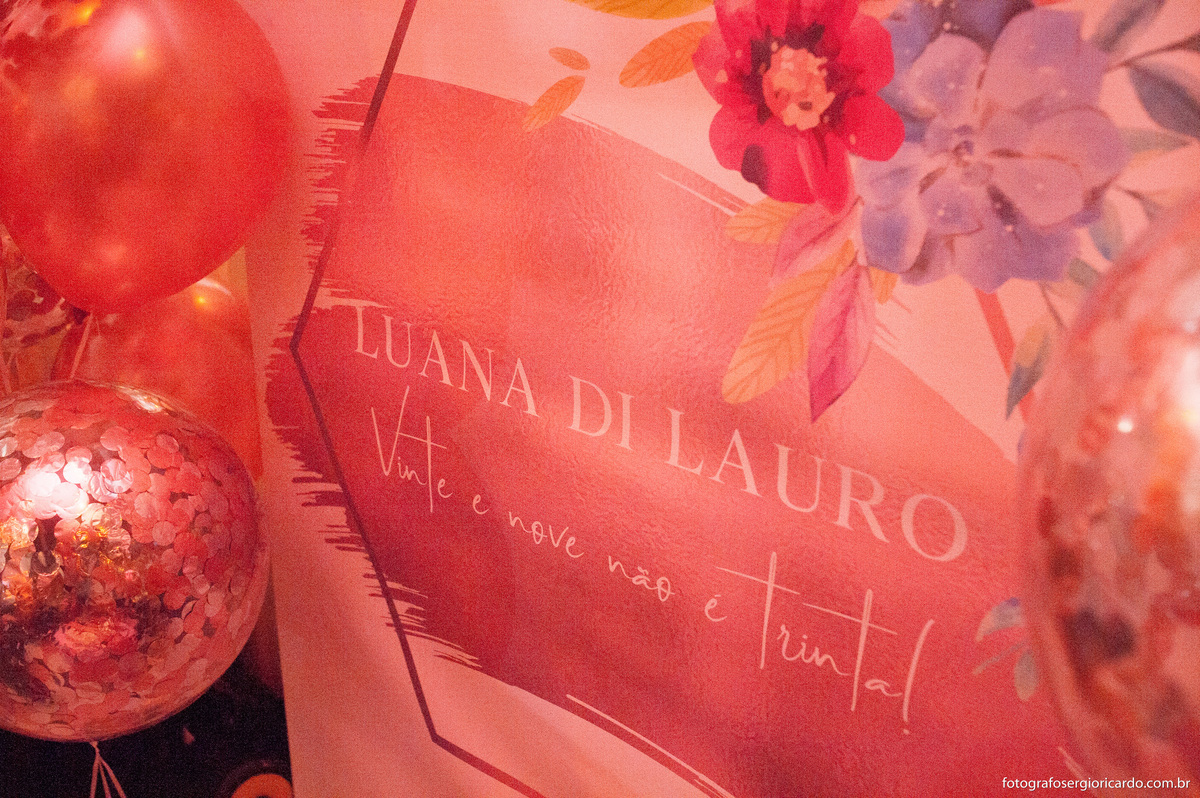 LUANA DI LAURO
Vinte e nove não é trinta!
fotografosergioricardo.com.br